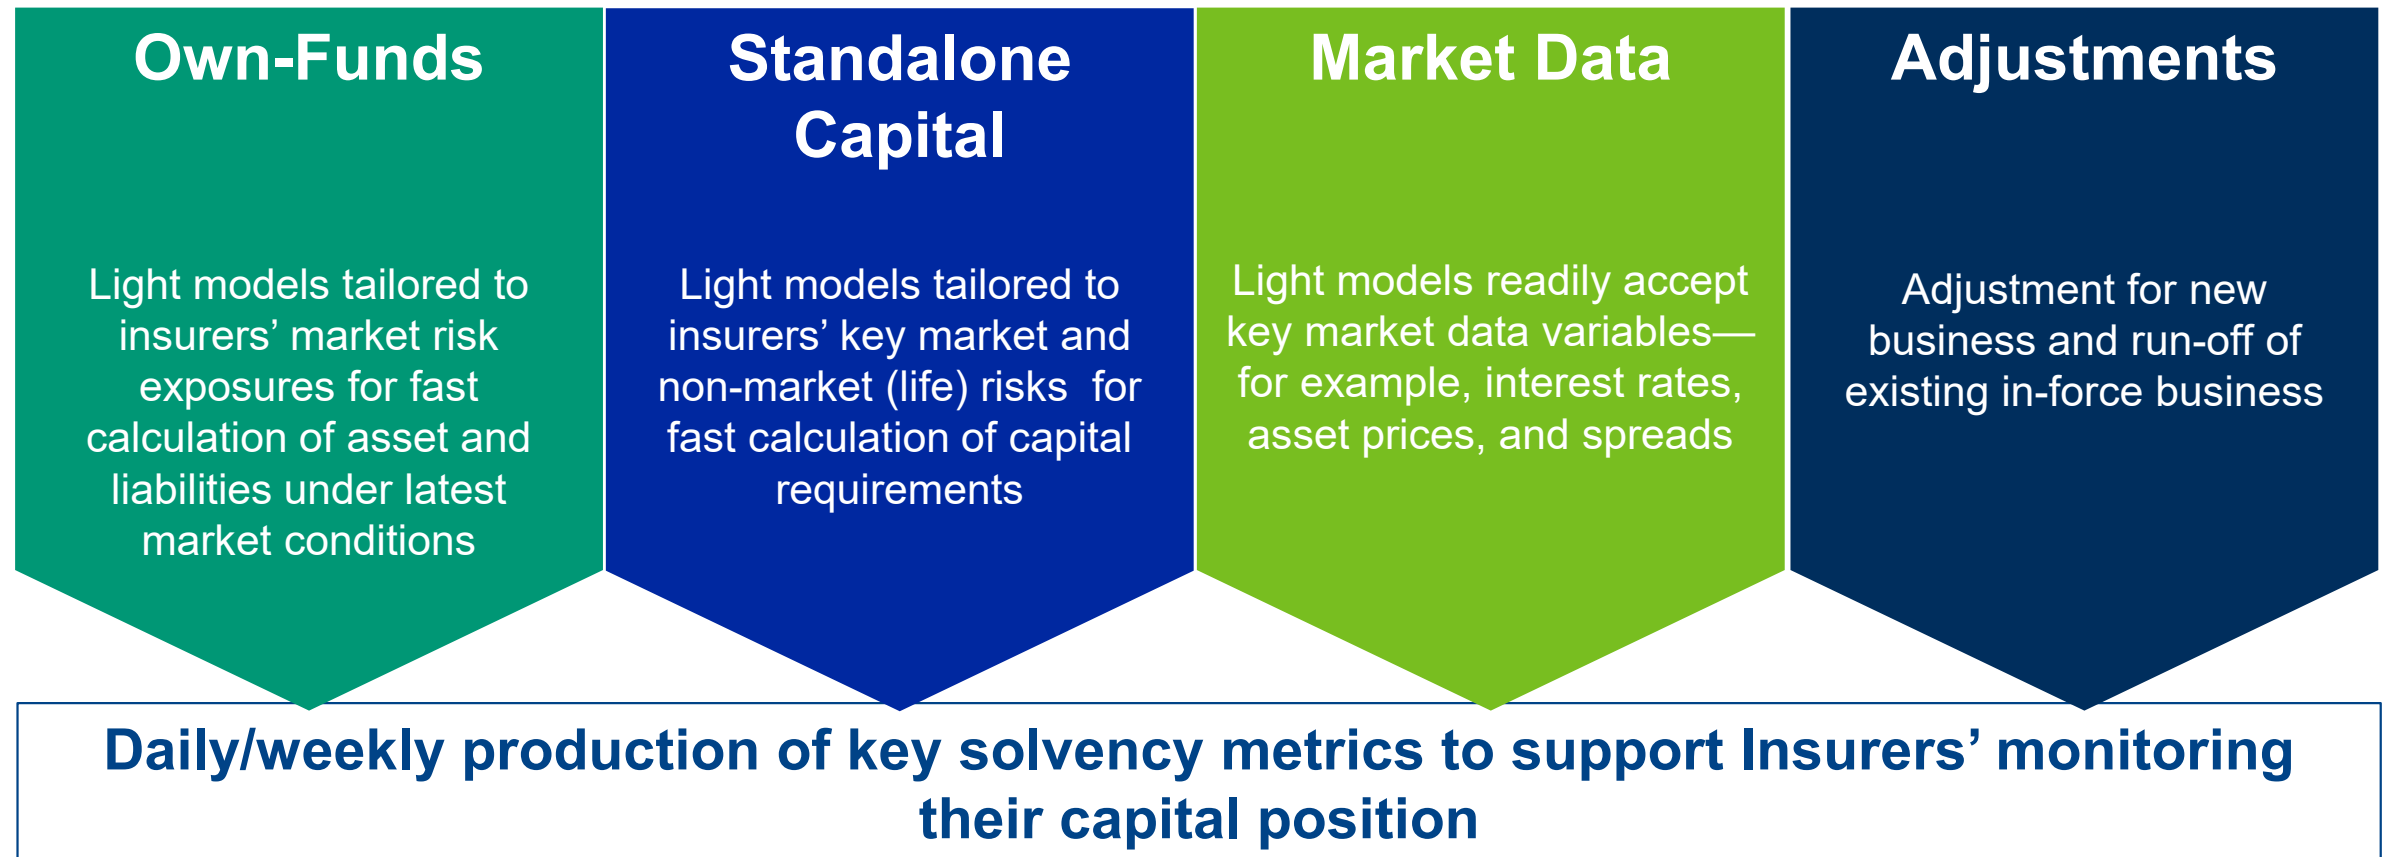 Own-Funds
Light models tailored to
insurers’ market risk
exposures for fast
calculation of asset and
liabilities under latest
market conditions
Standalone
Capital
Light models tailored to
insurers’ key market and
non-market (life) risks  for
fast calculation of capital
requirements
Market Data
Light models readily accept
key market data variables—
for example, interest rates,
asset prices, and spreads
Adjustments
Adjustment for new
business and run-off of
existing in-force business
Daily/weekly production of key solvency metrics to support Insurers’ monitoring
their capital position